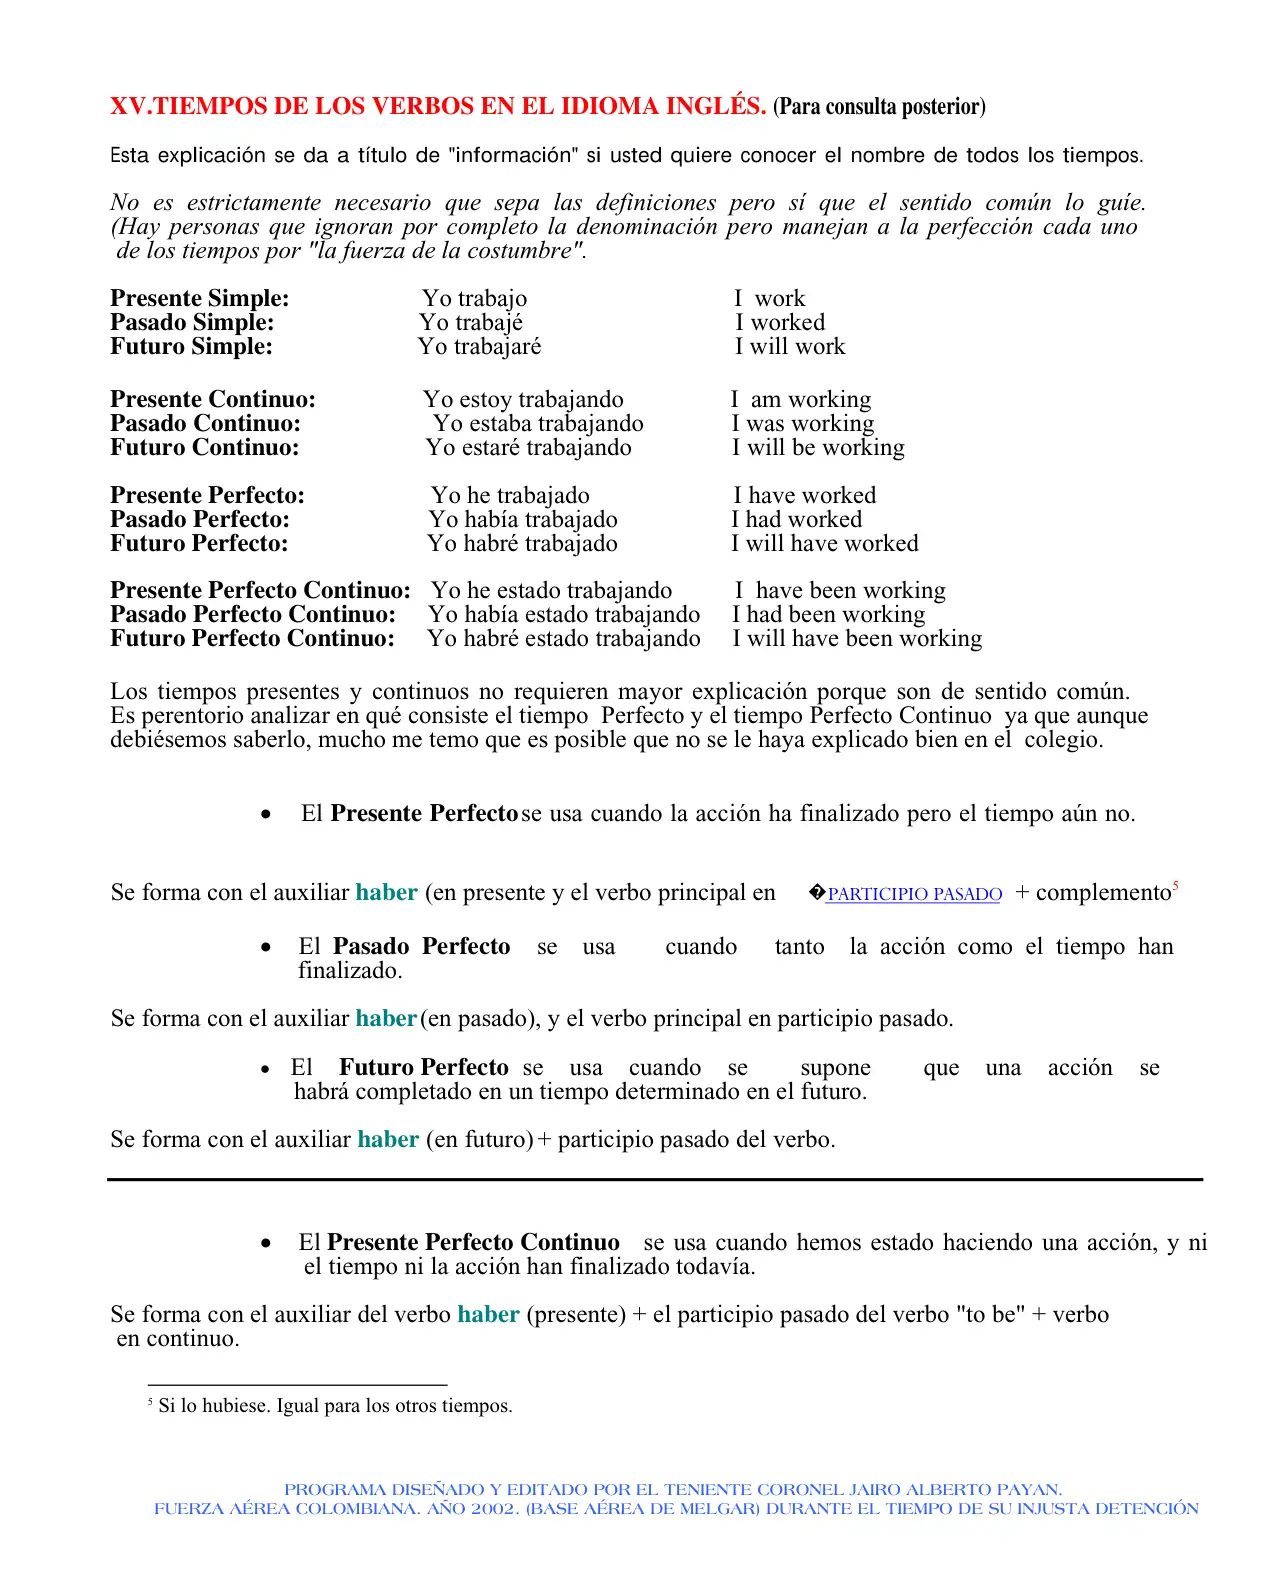 XV.TIEMPOS DE LOS VERBOS EN EL IDIOMA INGLÉS. (Para consulta posterior)
Esta explicación se da a título de "información" si usted quiere conocer el nombre de todos los tiempos.
No es estrictamente necesario que sepa las definiciones pero sí que el sentido común lo guíe.
(Hay personas que ignoran por completo la denominación pero manejan a la perfección cada uno
de los tiempos por "la fuerza de la costumbre".
Presente Simple: Yo trabajo I work
Pasado Simple: Yo trabajé I worked
Futuro Simple: Yo trabajaré I will work
Presente Continuo: Yo estoy trabajando I am working
Pasado Continuo: Yo estaba trabajando I was working
Futuro Continuo: Yo estaré trabajando I will be working
Presente Perfecto: Yo he trabajado I have worked
Pasado Perfecto: Yo había trabajado I had worked
Futuro Perfecto: Yo habré trabajado I will have worked
Presente Perfecto Continuo: Yo he estado trabajando I have been working
Pasado Perfecto Continuo: Yo había estado trabajando I had been working
Futuro Perfecto Continuo: Yo habré estado trabajando I will have been working
Los tiempos presentes y continuos no requieren mayor explicación porque son de sentido común.
Es perentorio analizar en qué consiste el tiempo Perfecto y el tiempo Perfecto Continuo ya que aunque
debiésemos saberlo, mucho me temo que es posible que no se le haya explicado bien en el colegio.
• El Presente Perfecto se usa cuando la acción ha finalizado pero el tiempo aún no.
Se forma con el auxiliar haber (en presente y el verbo principal en �PARTICIPIO PASADO + complemento5
• El Pasado Perfecto se usa cuando tanto la acción como el tiempo han
finalizado.
Se forma con el auxiliar haber (en pasado), y el verbo principal en participio pasado.
• El Futuro Perfecto se usa cuando se supone que una acción se
habrá completado en un tiempo determinado en el futuro.
Se forma con el auxiliar haber (en futuro) + participio pasado del verbo.
• El Presente Perfecto Continuo se usa cuando hemos estado haciendo una acción, y ni
el tiempo ni la acción han finalizado todavía.
Se forma con el auxiliar del verbo haber (presente) + el participio pasado del verbo "to be" + verbo
en continuo.
5 Si lo hubiese. Igual para los otros tiempos.
PROGRAMA DISEÑADO Y EDITADO POR EL TENIENTE CORONEL JAIRO ALBERTO PAYAN.
FUERZA AÉREA COLOMBIANA. AÑO 2002. (BASE AÉREA DE MELGAR) DURANTE EL TIEMPO DE SU INJUSTA DETENCIÓN